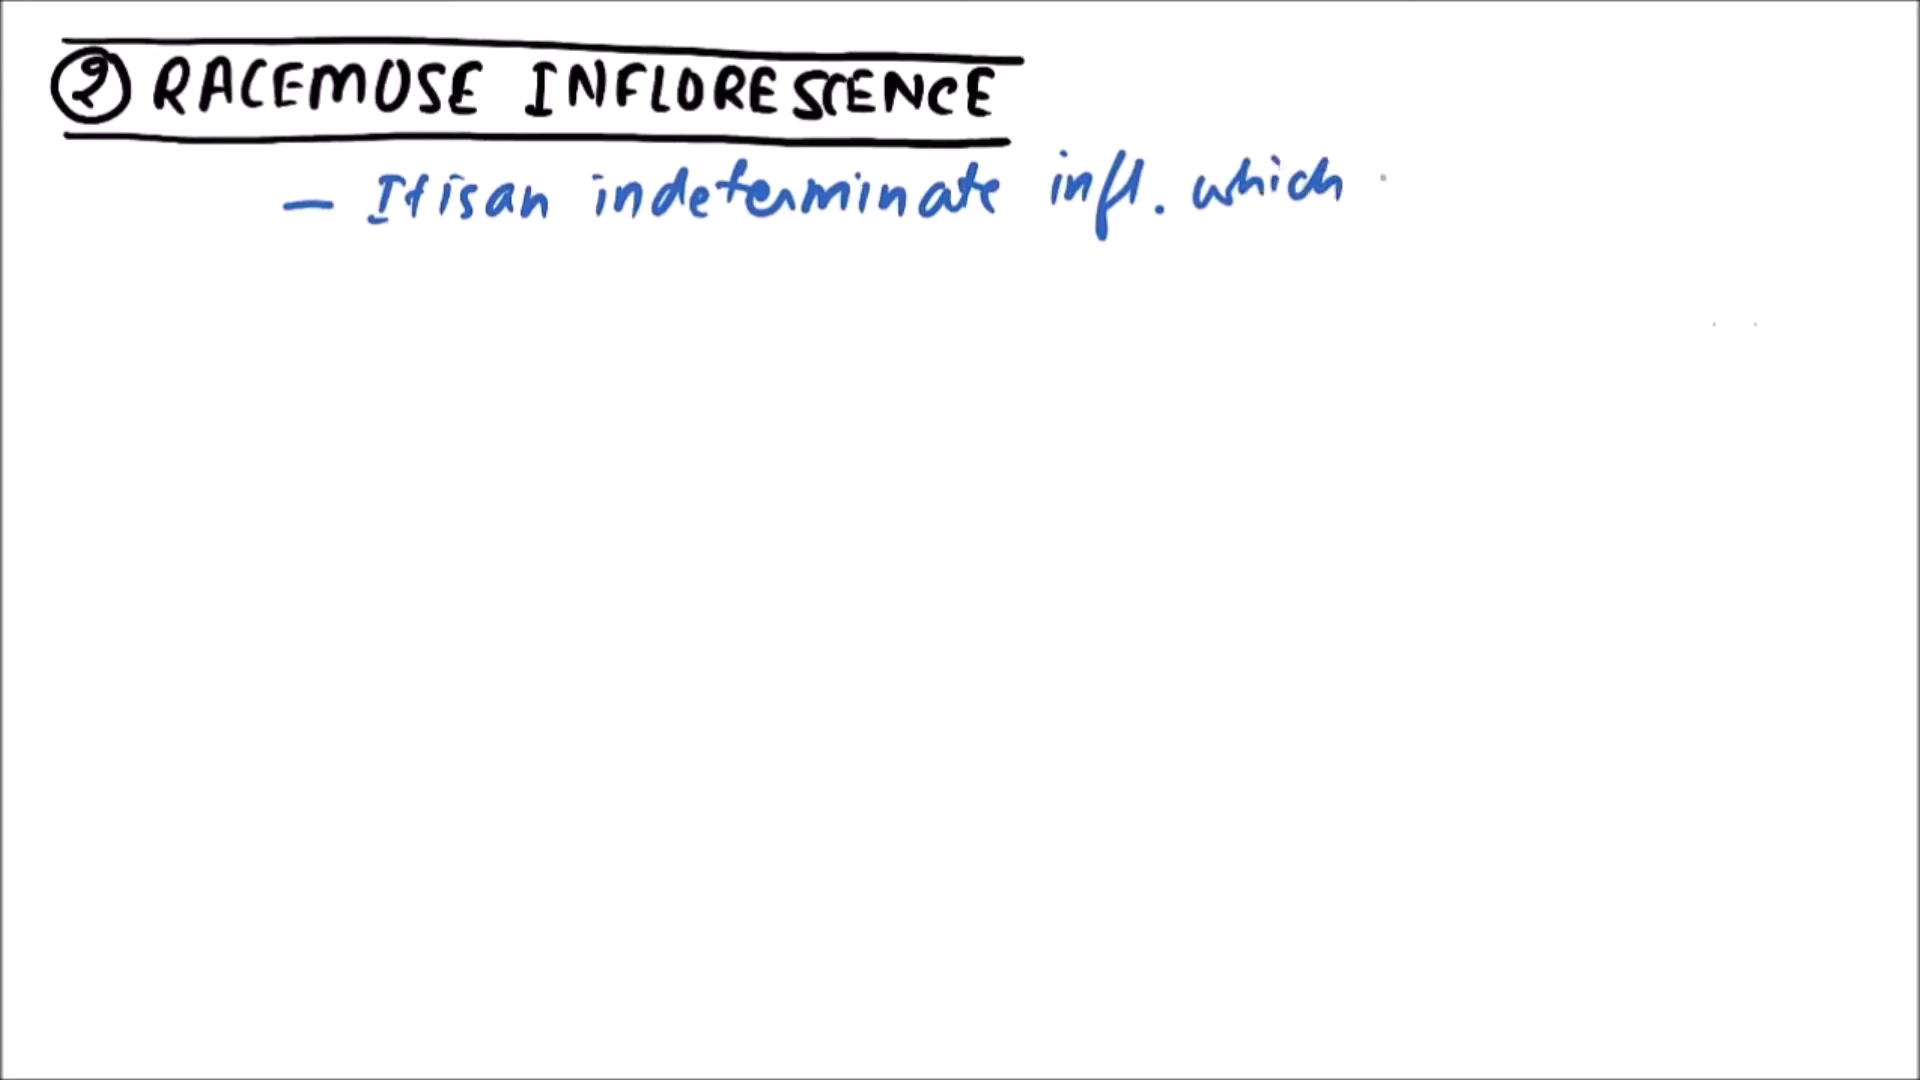 ② RACEMOSE INFLORESCENCE
— It is an indeterminate infl. which